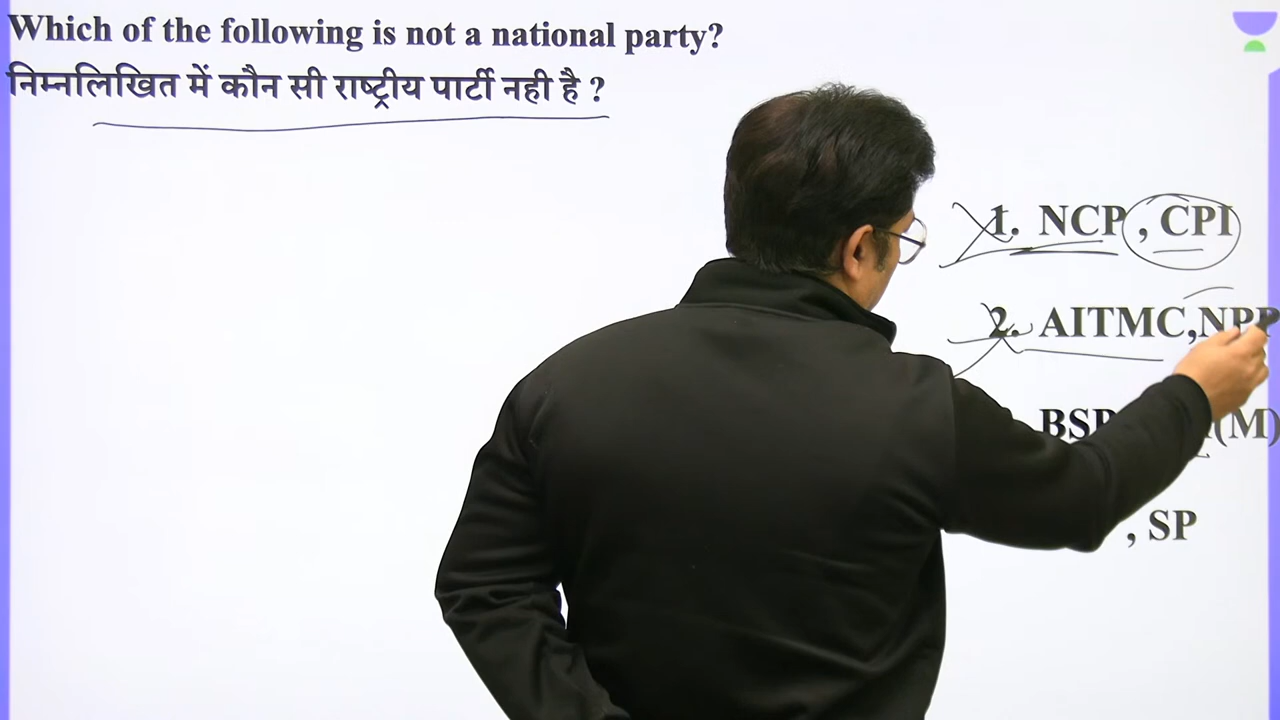 Which of the following is not a national party?
निम्नलिखित में कौन सी राष्ट्रीय पार्टी नही है ?
1. NCP , CPI
2. AITMC,NPP
BSP (M)
, SP